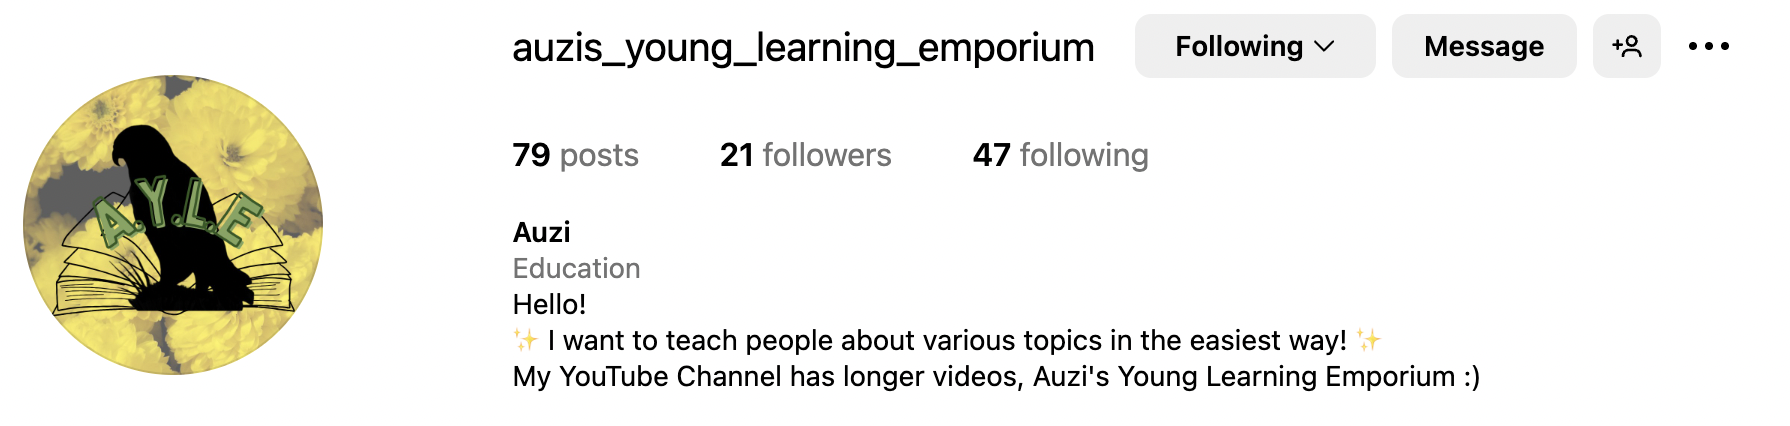 auzis_young_learning_emporium Following Message
79 posts 21 followers 47 following
A.Y.L.E
Auzi
Education
Hello!
✨ I want to teach people about various topics in the easiest way! ✨
My YouTube Channel has longer videos, Auzi's Young Learning Emporium :)